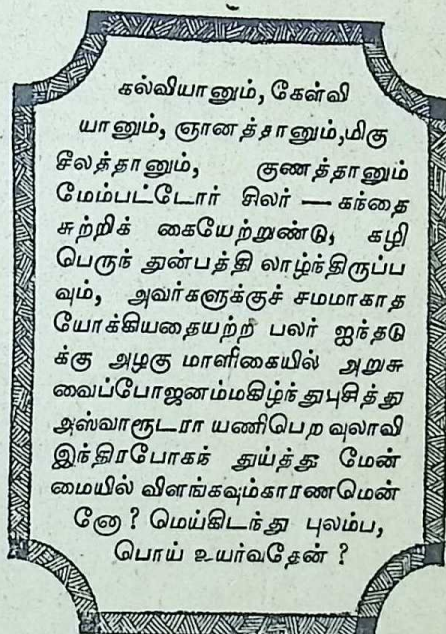 கல்வியானும், கேள்வி
யானும், ஞானத்தானும்,மிகு
சீலத்தானும், குணத்தானும்
மேம்பட்டோர் சிலர் — கந்தை
சுற்றிக் கையேற்றுண்டு, கழி
பெருந் துன்பத்தி லாழ்ந்திருப்ப
வும், அவர்களுக்குச் சமமாகாத
யோக்கியதையற்ற பலர் ஐந்தடு
க்கு அழகு மாளிகையில் அறுசு
வைப்போஜனம்மகிழ்ந்துபுசித்து
அஸ்வாரூடரா யணிபெற வுலாவி
இந்திரபோகந் துய்த்து மேன்
மையில் விளங்கவும்காரணமென்
னோ ? மெய்கிடந்து புலம்ப,
பொய் உயர்வதேன் ?